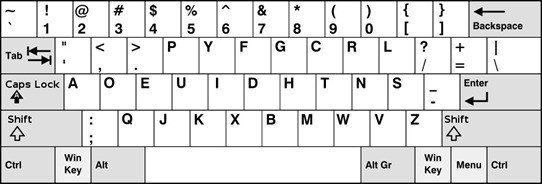 ~ ! @ # $ % ^ & * ( ) { }
` 1 2 3 4 5 6 7 8 9 0 [ ] Backspace
Tab " < > P Y F G C R L ? + |
' , . / = \
Caps Lock A O E U I D H T N S _ Enter
-
Shift : Q J K X B M W V Z Shift
;
Ctrl Win Key Alt Alt Gr Win Key Menu Ctrl